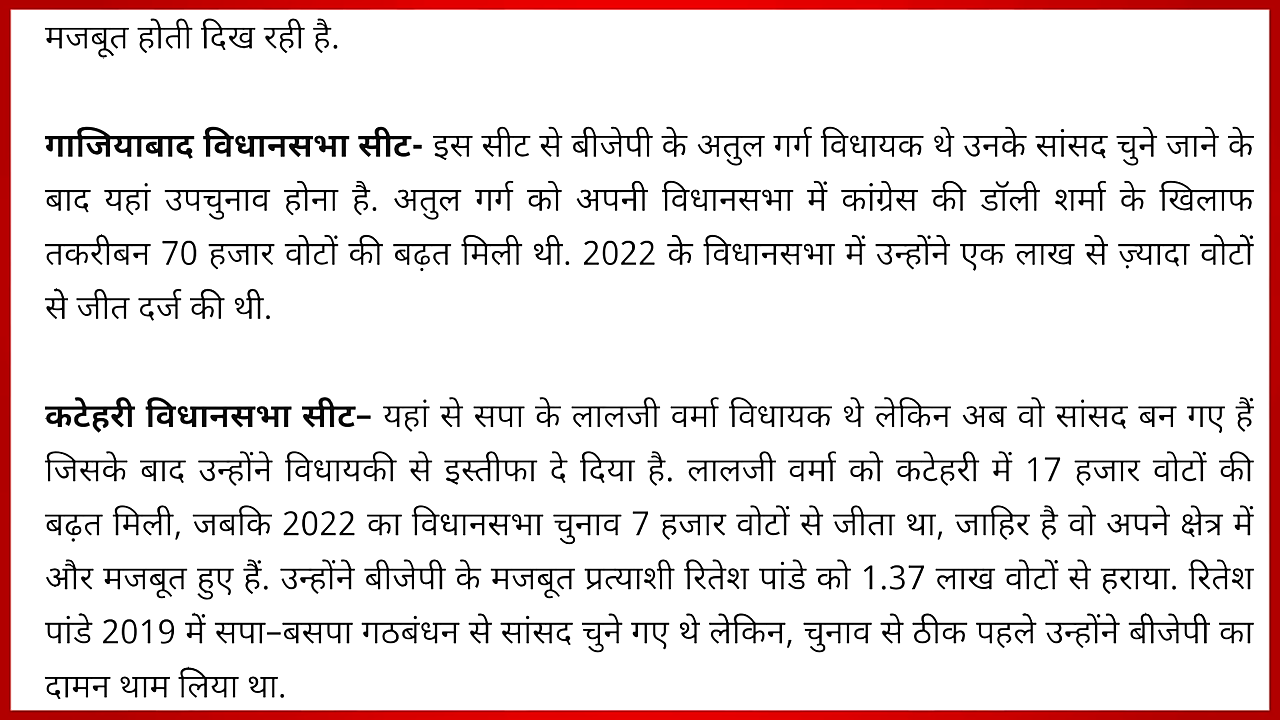 मजबूत होती दिख रही है.
गाजियाबाद विधानसभा सीट- इस सीट से बीजेपी के अतुल गर्ग विधायक थे उनके सांसद चुने जाने के
बाद यहां उपचुनाव होना है. अतुल गर्ग को अपनी विधानसभा में कांग्रेस की डॉली शर्मा के खिलाफ
तकरीबन 70 हजार वोटों की बढ़त मिली थी. 2022 के विधानसभा में उन्होंने एक लाख से ज़्यादा वोटों
से जीत दर्ज की थी.
कटेहरी विधानसभा सीट– यहां से सपा के लालजी वर्मा विधायक थे लेकिन अब वो सांसद बन गए हैं
जिसके बाद उन्होंने विधायकी से इस्तीफा दे दिया है. लालजी वर्मा को कटेहरी में 17 हजार वोटों की
बढ़त मिली, जबकि 2022 का विधानसभा चुनाव 7 हजार वोटों से जीता था, जाहिर है वो अपने क्षेत्र में
और मजबूत हुए हैं. उन्होंने बीजेपी के मजबूत प्रत्याशी रितेश पांडे को 1.37 लाख वोटों से हराया. रितेश
पांडे 2019 में सपा–बसपा गठबंधन से सांसद चुने गए थे लेकिन, चुनाव से ठीक पहले उन्होंने बीजेपी का
दामन थाम लिया था.